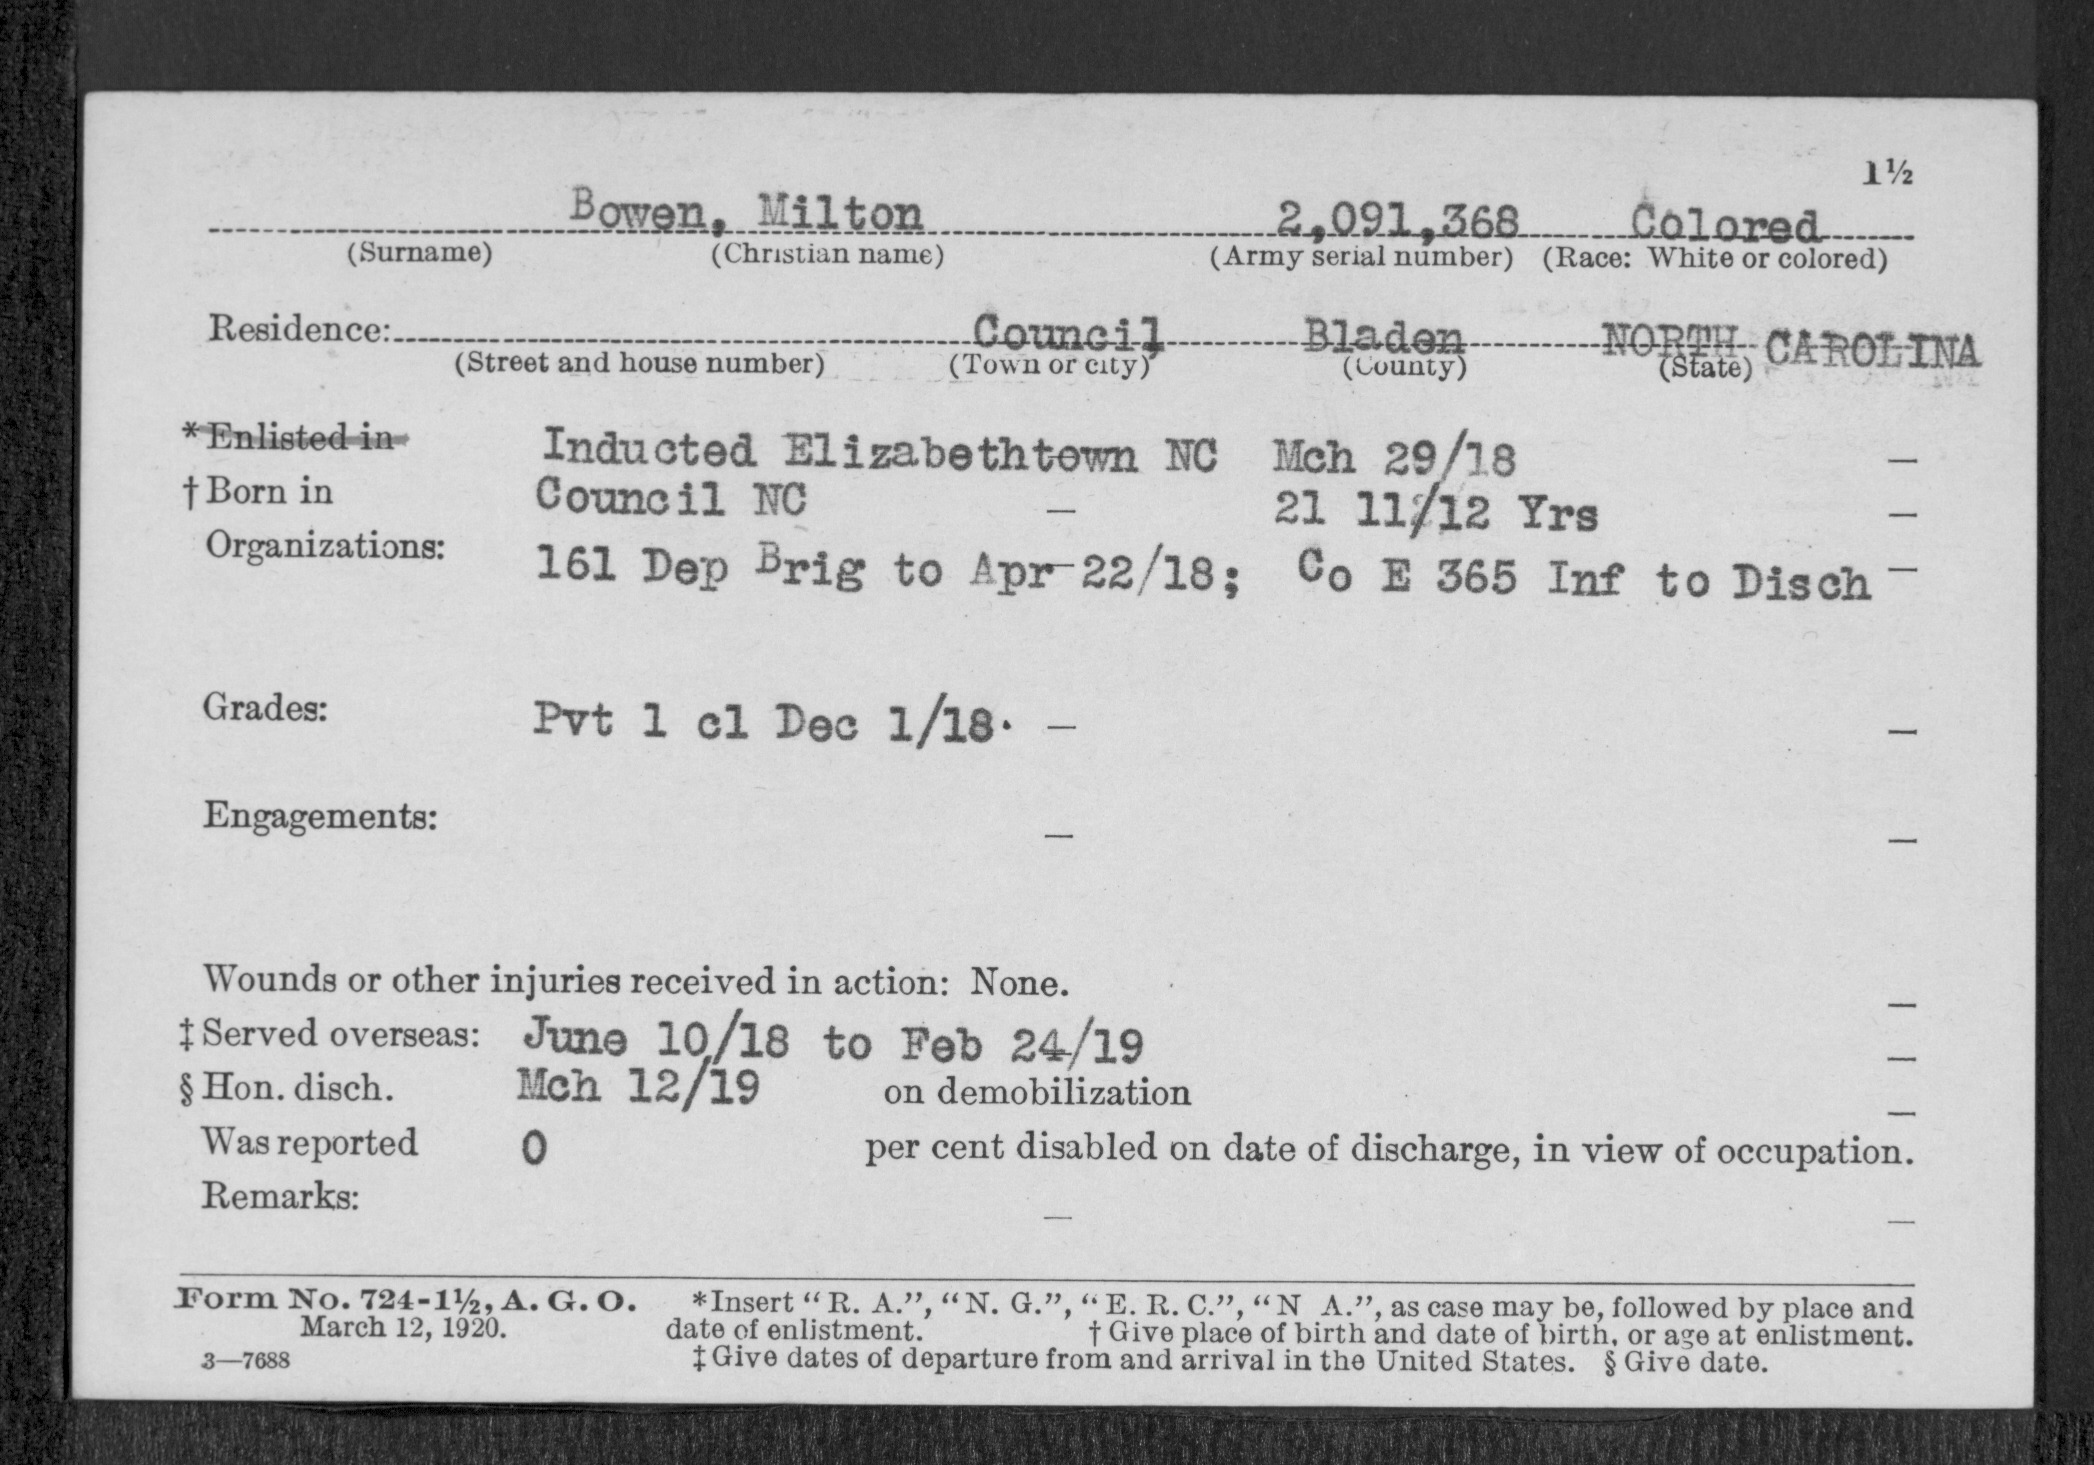 1½
Bowen, Milton 2,091,368 Colored
(Surname) (Christian name) (Army serial number) (Race: White or colored)
Residence: Council Bladen NORTH CAROLINA
(Street and house number) (Town or city) (County) (State)
*Enlisted in Inducted Elizabethtown NC Mch 29/18 —
†Born in Council NC — 21 11/12 Yrs —
Organizations: 161 Dep Brig to Apr 22/18; Co E 365 Inf to Disch —
Grades: Pvt 1 cl Dec 1/18. — —
Engagements: — —
Wounds or other injuries received in action: None. —
‡Served overseas: June 10/18 to Feb 24/19 —
§Hon. disch. Mch 12/19 on demobilization —
Was reported 0 per cent disabled on date of discharge, in view of occupation.
Remarks: — —
Form No. 724-1½, A. G. O. *Insert "R. A.", "N. G.", "E. R. C.", "N A.", as case may be, followed by place and
March 12, 1920. date of enlistment. †Give place of birth and date of birth, or age at enlistment.
3—7688 ‡Give dates of departure from and arrival in the United States. §Give date.